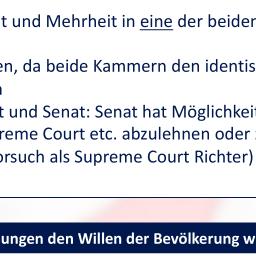 t und Mehrheit in eine der beiden
en, da beide Kammern den identis
t und Senat: Senat hat Möglichkeit
reme Court etc. abzulehnen oder
orsuch als Supreme Court Richter)
ungen den Willen der Bevölkerung w